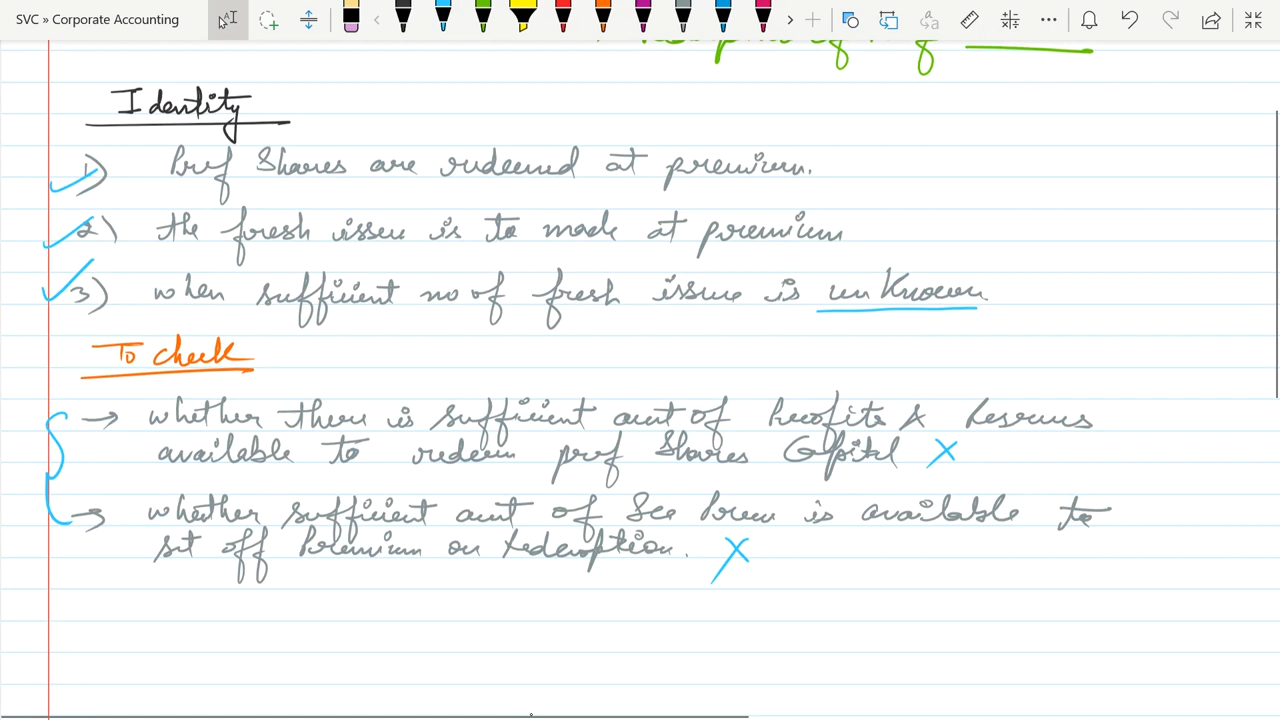 SVC » Corporate Accounting
Identity
1) Pref Shares are redeemed at premium.
2) the fresh issue is to made at premium
3) when sufficient no of fresh issue is unknown
To check
→ whether there is sufficient amt of Profits & Reserves
available to redeem pref Shares Capital X
→ whether sufficient amt of Sec Prem is available to
set off Premium on redemption. X